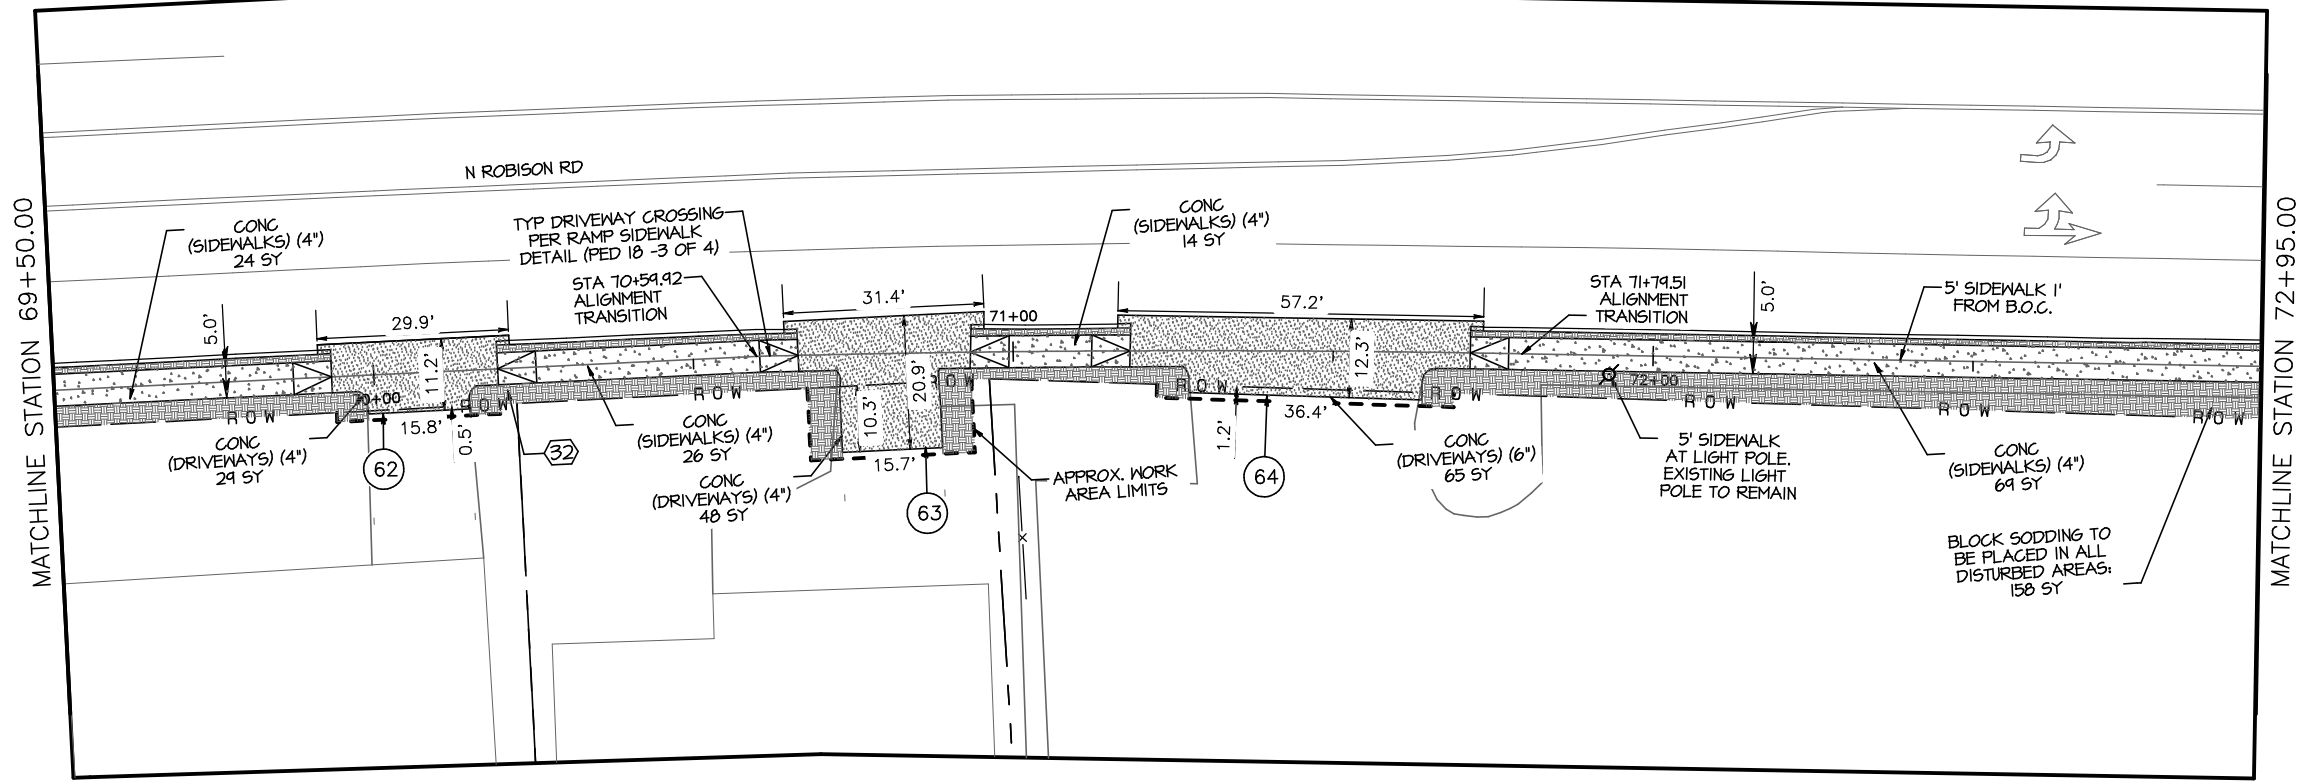 MATCHLINE STATION 69+50.00
N ROBISON RD
CONC
(SIDEWALKS) (4")
24 SY
TYP DRIVEWAY CROSSING
PER RAMP SIDEWALK
DETAIL (PED 18 -3 OF 4)
STA 70+59.92
ALIGNMENT
TRANSITION
CONC
(SIDEWALKS) (4")
14 SY
STA 71+79.51
ALIGNMENT
TRANSITION
5' SIDEWALK 1'
FROM B.O.C.
5.0'
29.9'
31.4'
71+00
57.2'
5.0'
11.2'
20.9'
10.3'
12.3'
72+00
R O W
R O W
R O W
R O W
R O W
R O W
R O W
R O W
R O W
15.8'
0.5'
15.7'
1.2'
36.4'
CONC
(DRIVEWAYS) (4")
29 SY
62
32
CONC
(SIDEWALKS) (4")
26 SY
CONC
(DRIVEWAYS) (4")
48 SY
63
APPROX. WORK
AREA LIMITS
64
CONC
(DRIVEWAYS) (6")
65 SY
5' SIDEWALK
AT LIGHT POLE.
EXISTING LIGHT
POLE TO REMAIN
CONC
(SIDEWALKS) (4")
69 SY
BLOCK SODDING TO
BE PLACED IN ALL
DISTURBED AREAS:
158 SY
x
MATCHLINE STATION 72+95.00